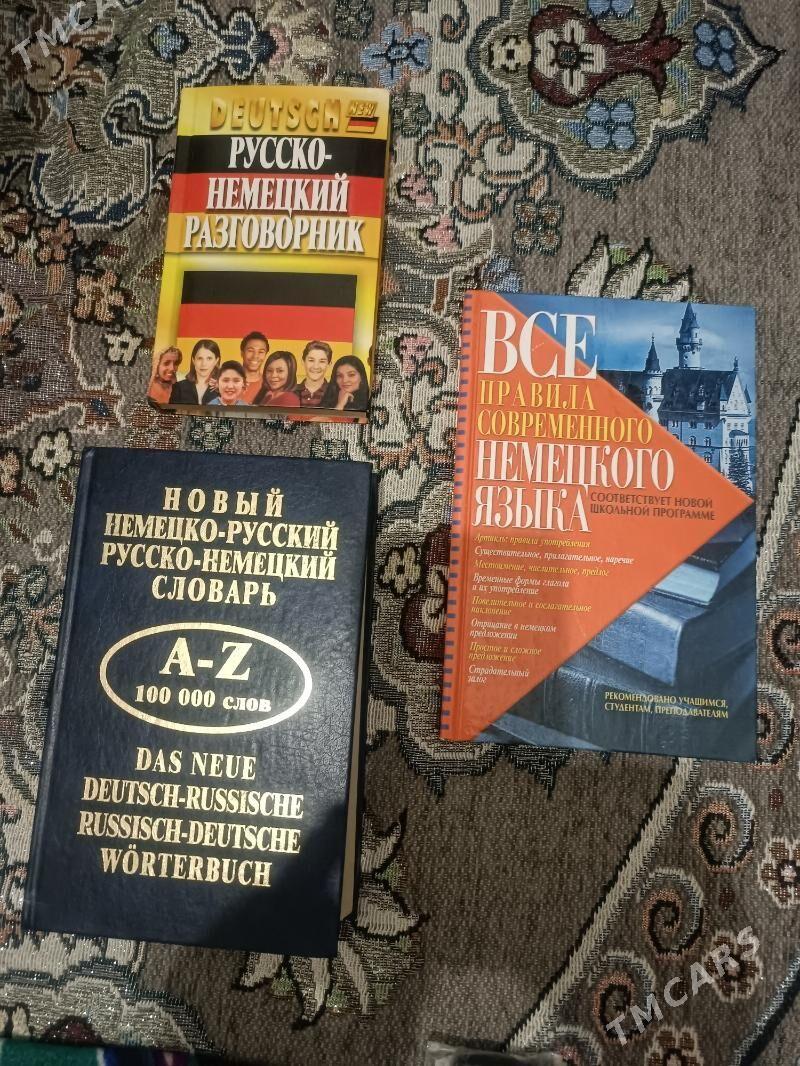 TMCARS
DEUTSCH NEW
РУССКО-
НЕМЕЦКИЙ
РАЗГОВОРНИК
ВСЕ
ПРАВИЛА
СОВРЕМЕННОГО
НЕМЕЦКОГО
ЯЗЫКА
СООТВЕТСТВУЕТ НОВОЙ
ШКОЛЬНОЙ ПРОГРАММЕ
Артикль: правила употребления
Существительное, прилагательное, наречие
Местоимение, числительное, предлог
Временные формы глагола
и их употребление
Повелительное и сослагательное
наклонение
Отрицание в немецком
предложении
Простое и сложное
предложение
Страдательный
залог
РЕКОМЕНДОВАНО УЧАЩИМСЯ,
СТУДЕНТАМ, ПРЕПОДАВАТЕЛЯМ
НОВЫЙ
НЕМЕЦКО-РУССКИЙ
РУССКО-НЕМЕЦКИЙ
СЛОВАРЬ
A-Z
100 000 слов
DAS NEUE
DEUTSCH-RUSSISCHE
RUSSISCH-DEUTSCHE
WÖRTERBUCH
TMCARS